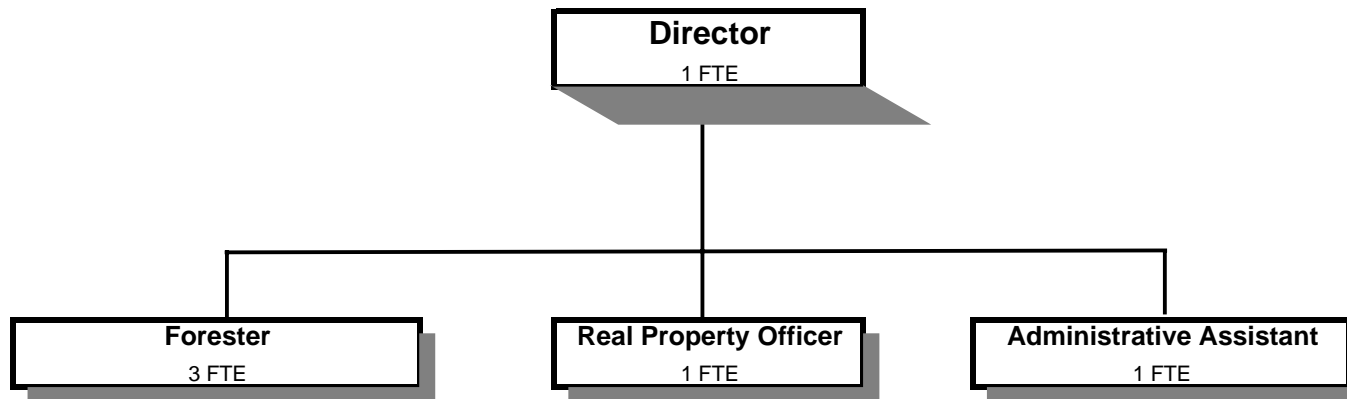 Director
1 FTE
Forester
3 FTE
Real Property Officer
1 FTE
Administrative Assistant
1 FTE